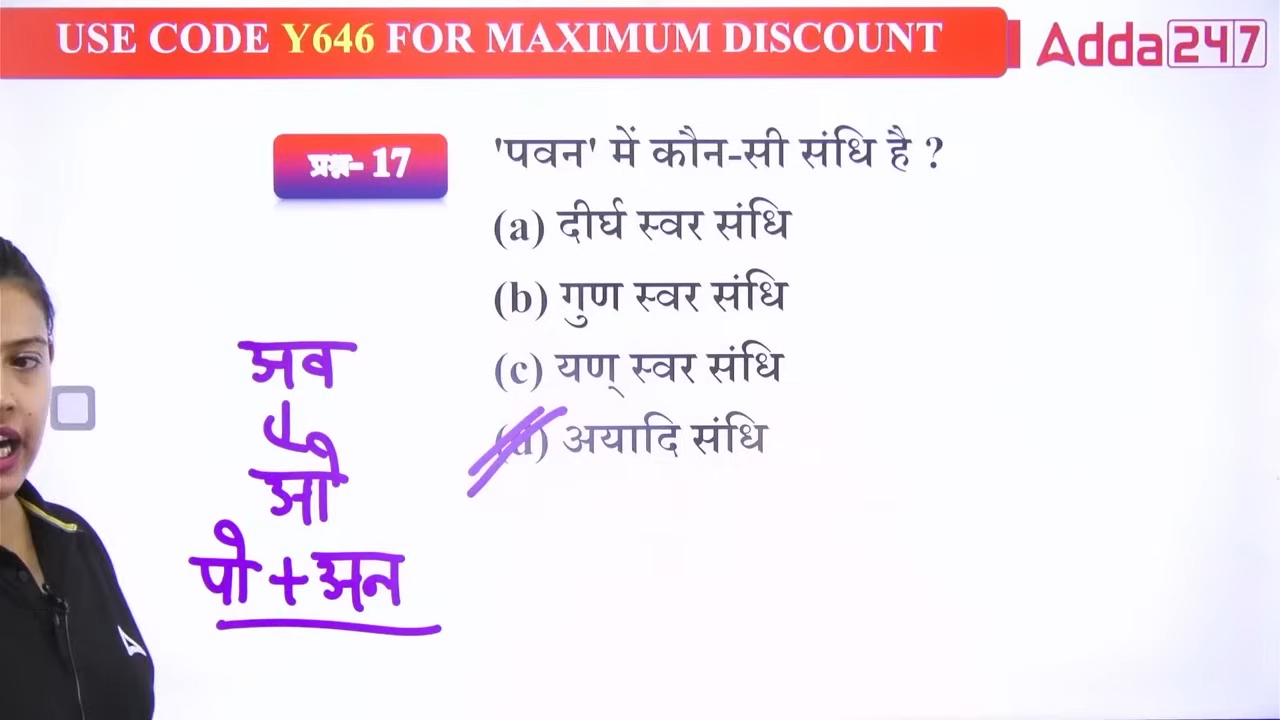 USE CODE Y646 FOR MAXIMUM DISCOUNT
Adda247
प्रश्न- 17
'पवन' में कौन-सी संधि है ?
(a) दीर्घ स्वर संधि
(b) गुण स्वर संधि
(c) यण् स्वर संधि
(d) अयादि संधि
अव
ओ
पो + अन